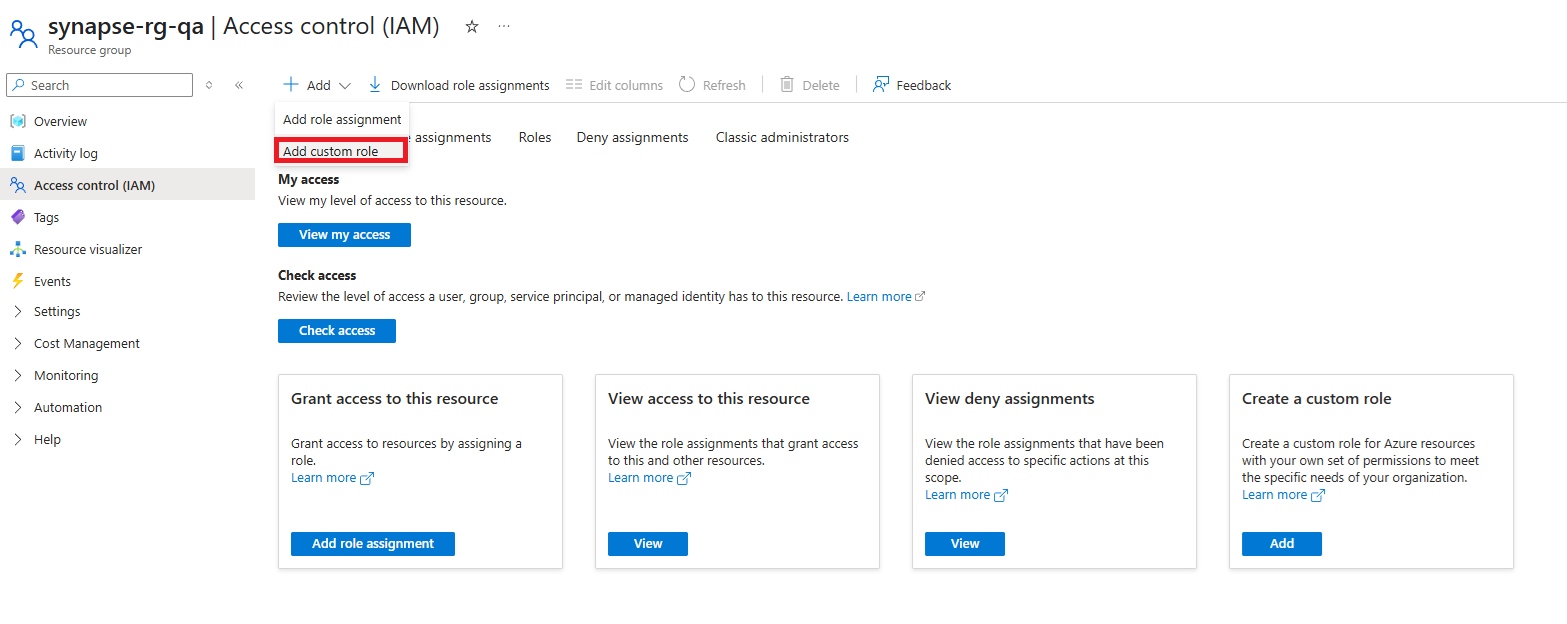 synapse-rg-qa | Access control (IAM)
Resource group
Search
Add
Download role assignments
Edit columns
Refresh
Delete
Feedback
Add role assignment
Add custom role
assignments
Roles
Deny assignments
Classic administrators
Overview
Activity log
Access control (IAM)
Tags
Resource visualizer
Events
Settings
Cost Management
Monitoring
Automation
Help
My access
View my level of access to this resource.
View my access
Check access
Review the level of access a user, group, service principal, or managed identity has to this resource. Learn more
Check access
Grant access to this resource
Grant access to resources by assigning a
role.
Learn more
Add role assignment
View access to this resource
View the role assignments that grant access
to this and other resources.
Learn more
View
View deny assignments
View the role assignments that have been
denied access to specific actions at this
scope.
Learn more
View
Create a custom role
Create a custom role for Azure resources
with your own set of permissions to meet
the specific needs of your organization.
Learn more
Add